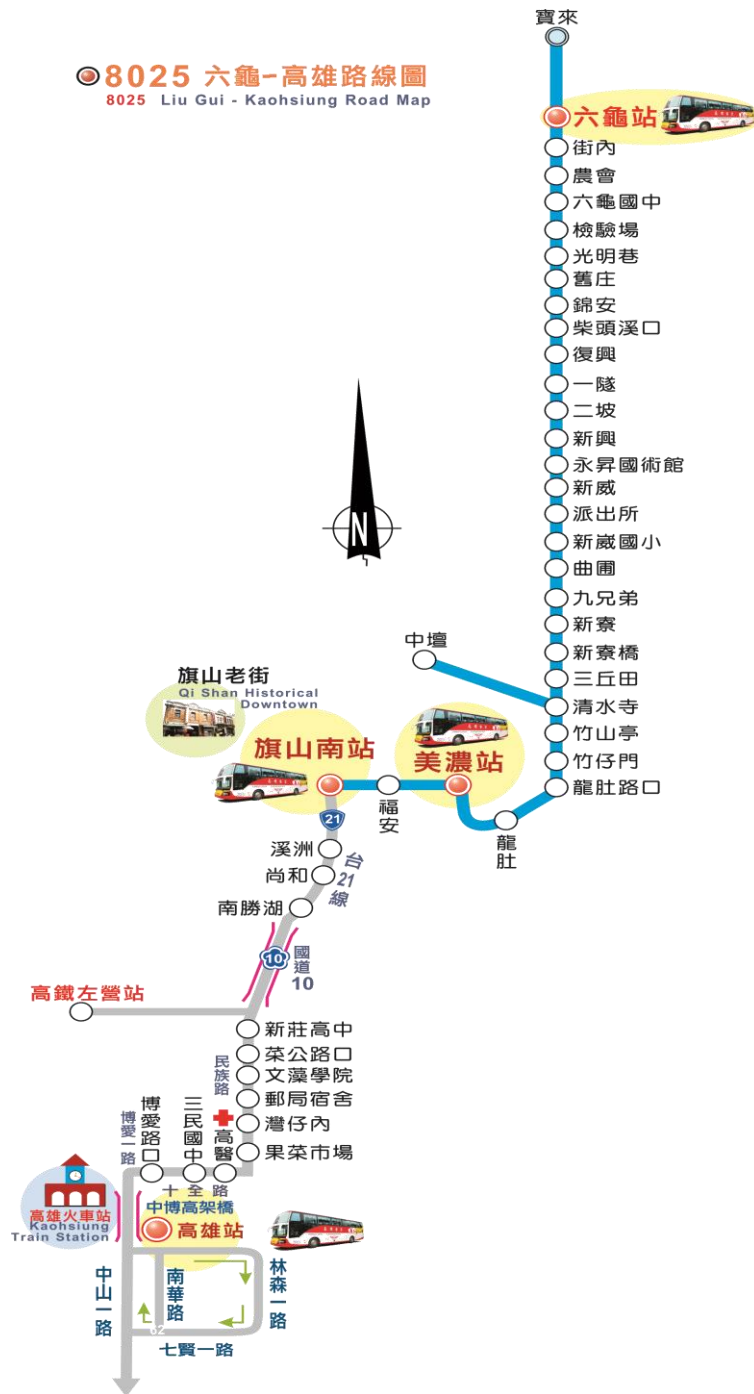 寶來
8025 六龜-高雄路線圖
8025 Liu Gui - Kaohsiung Road Map
六龜站
街內
農會
六龜國中
檢驗場
光明巷
舊庄
錦安
柴頭溪口
復興
一隧
二坡
新興
永昇國術館
新威
派出所
新崴國小
曲圃
九兄弟
新寮
新寮橋
三丘田
清水寺
竹山亭
竹仔門
龍肚路口
N
中壇
旗山老街
Qi Shan Historical
Downtown
旗山南站
美濃站
福安
龍肚
21
溪洲
尚和
南勝湖
台21線
10
國道10
高鐵左營站
新莊高中
菜公路口
文藻學院
郵局宿舍
灣仔內
果菜市場
民族路
高醫
三民國中
博愛路口
博愛一路
十全路
中博高架橋
高雄站
高雄火車站
Kaohsiung
Train Station
中山一路
南華路
林森一路
62
七賢一路